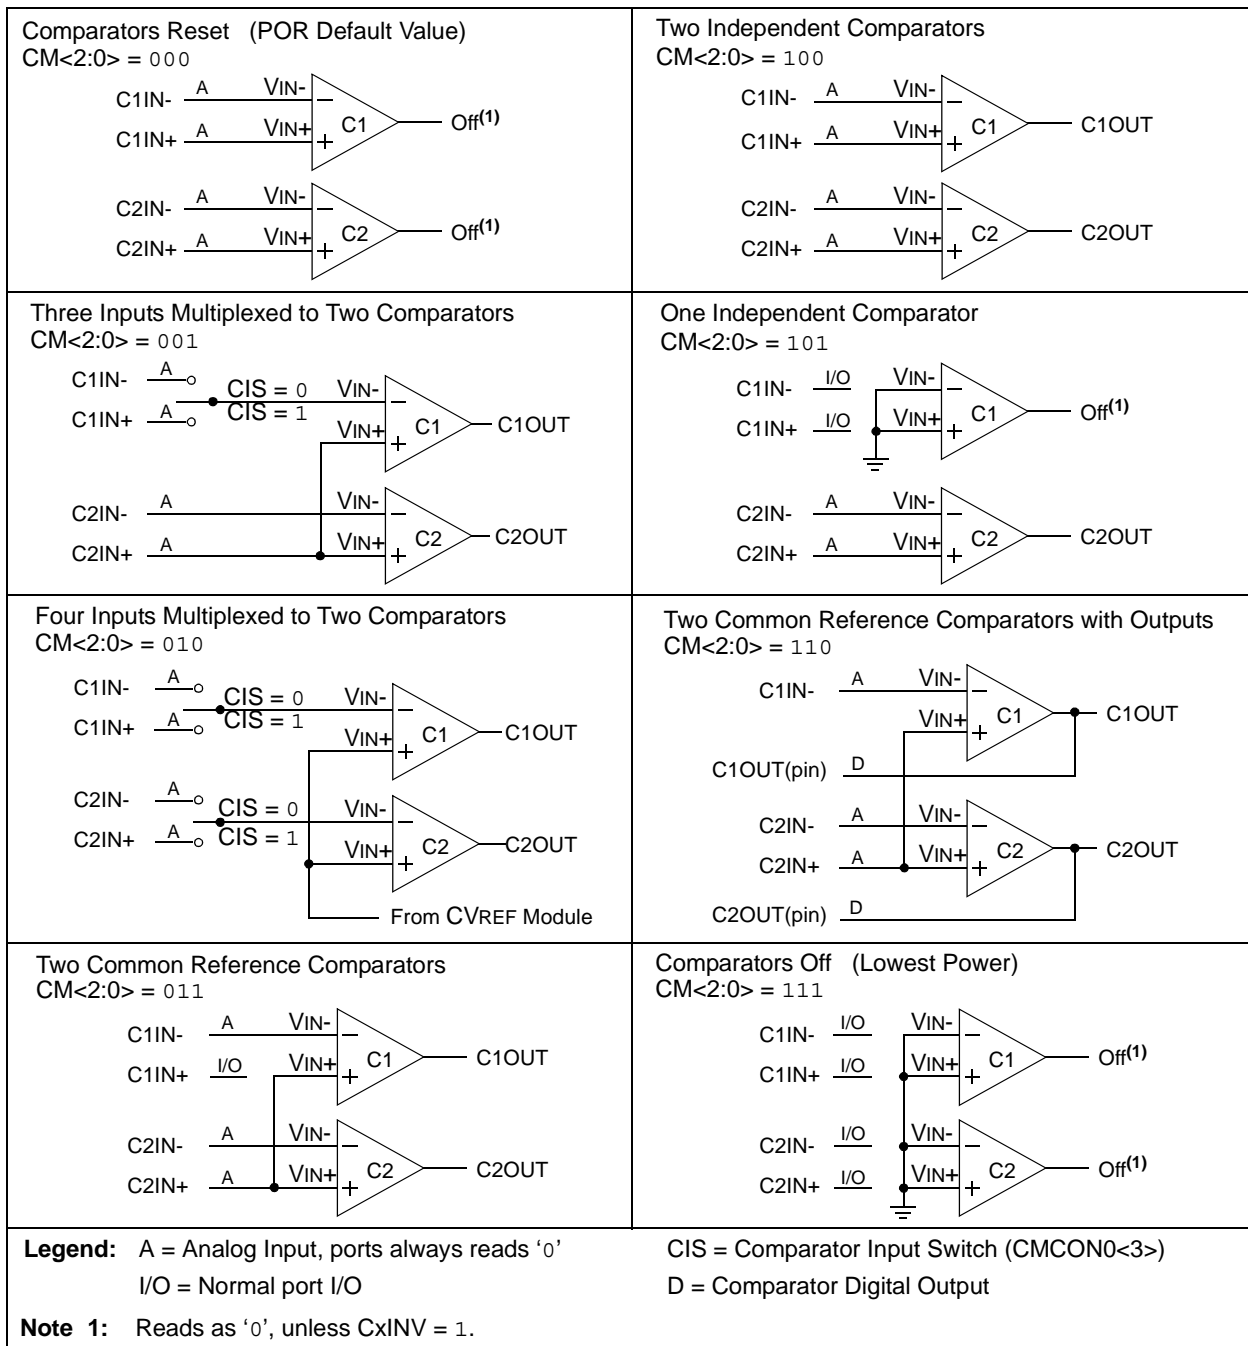 Comparators Reset (POR Default Value)
CM<2:0> = 000
C1IN- A VIN-
C1IN+ A VIN+ C1 Off(1)
C2IN- A VIN-
C2IN+ A VIN+ C2 Off(1)
Two Independent Comparators
CM<2:0> = 100
C1IN- A VIN-
C1IN+ A VIN+ C1 C1OUT
C2IN- A VIN-
C2IN+ A VIN+ C2 C2OUT
Three Inputs Multiplexed to Two Comparators
CM<2:0> = 001
C1IN- A CIS = 0 VIN-
C1IN+ A CIS = 1 VIN+ C1 C1OUT
C2IN- A VIN-
C2IN+ A VIN+ C2 C2OUT
One Independent Comparator
CM<2:0> = 101
C1IN- I/O VIN-
C1IN+ I/O VIN+ C1 Off(1)
C2IN- A VIN-
C2IN+ A VIN+ C2 C2OUT
Four Inputs Multiplexed to Two Comparators
CM<2:0> = 010
C1IN- A CIS = 0 VIN-
C1IN+ A CIS = 1 VIN+ C1 C1OUT
C2IN- A CIS = 0 VIN-
C2IN+ A CIS = 1 VIN+ C2 C2OUT
From CVREF Module
Two Common Reference Comparators with Outputs
CM<2:0> = 110
C1IN- A VIN-
VIN+ C1 C1OUT
C1OUT(pin) D
C2IN- A VIN-
C2IN+ A VIN+ C2 C2OUT
C2OUT(pin) D
Two Common Reference Comparators
CM<2:0> = 011
C1IN- A VIN-
C1IN+ I/O VIN+ C1 C1OUT
C2IN- A VIN-
C2IN+ A VIN+ C2 C2OUT
Comparators Off (Lowest Power)
CM<2:0> = 111
C1IN- I/O VIN-
C1IN+ I/O VIN+ C1 Off(1)
C2IN- I/O VIN-
C2IN+ I/O VIN+ C2 Off(1)
Legend: A = Analog Input, ports always reads ‘0’ CIS = Comparator Input Switch (CMCON0<3>)
I/O = Normal port I/O D = Comparator Digital Output
Note 1: Reads as ‘0’, unless CxINV = 1.